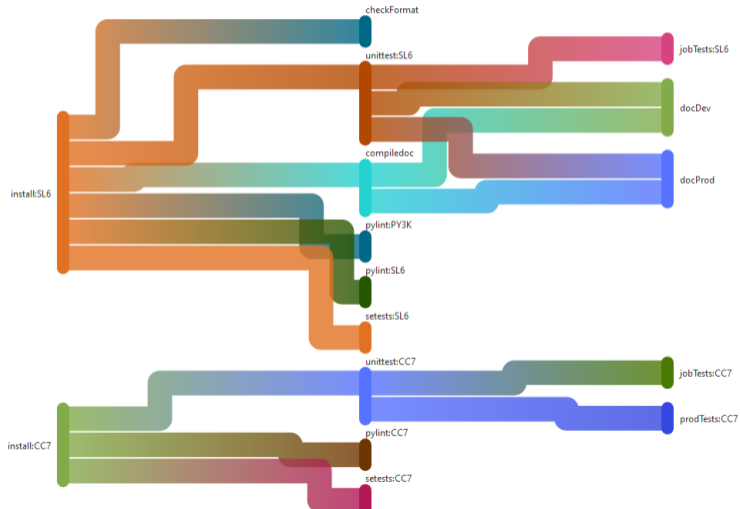 checkFormat
unittest:SL6
jobTests:SL6
docDev
compiledoc
docProd
install:SL6
pylint:PY3K
pylint:SL6
setests:SL6
unittest:CC7
jobTests:CC7
prodTests:CC7
pylint:CC7
install:CC7
setests:CC7